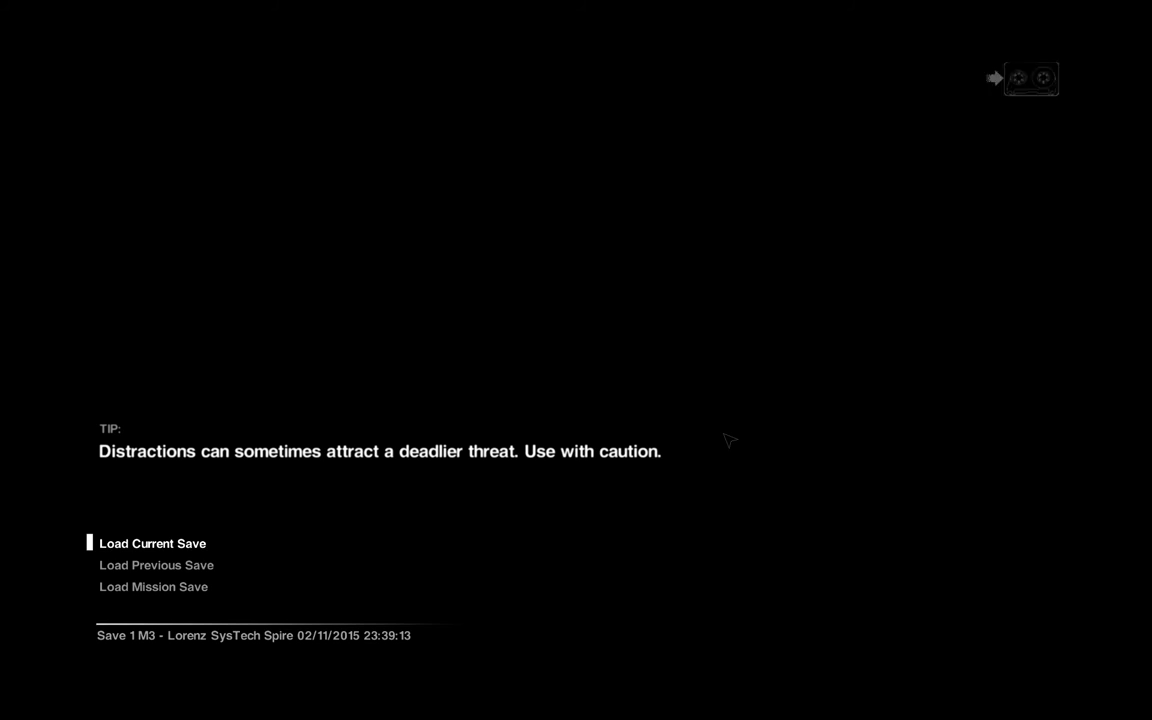 TIP:
Distractions can sometimes attract a deadlier threat. Use with caution.
Load Current Save
Load Previous Save
Load Mission Save
Save 1 M3 - Lorenz SysTech Spire 02/11/2015 23:39:13